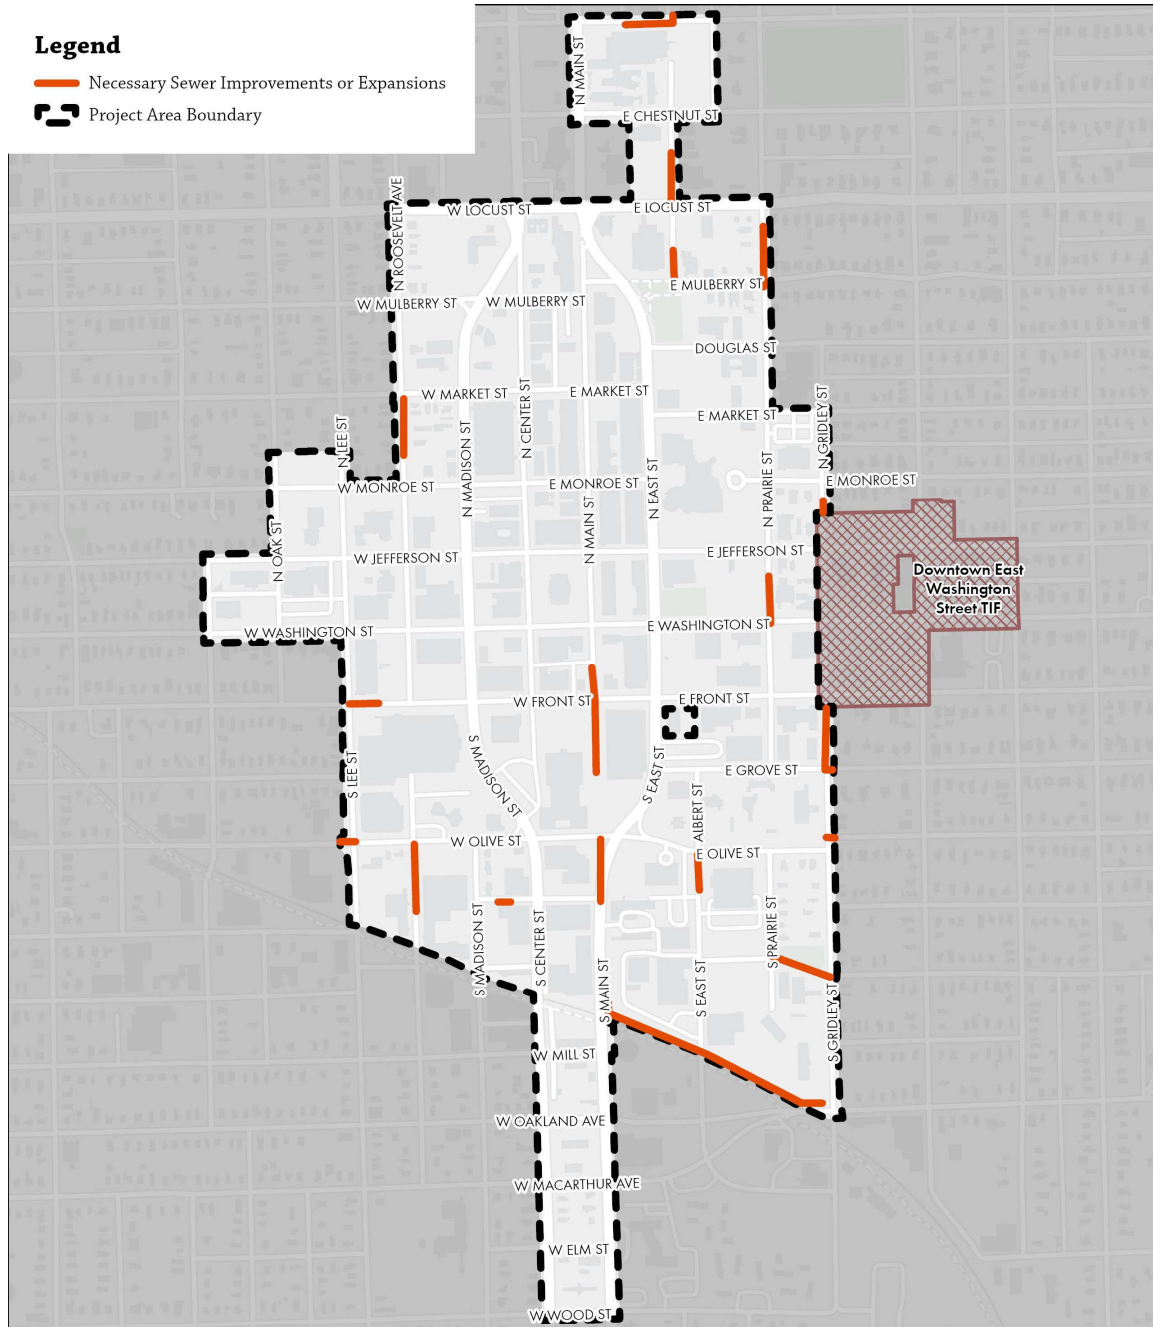 Legend
Necessary Sewer Improvements or Expansions
Project Area Boundary
N MAIN ST
E CHESTNUT ST
N ROOSEVELT AVE
W LOCUST ST
E LOCUST ST
E MULBERRY ST
W MULBERRY ST
W MULBERRY ST
DOUGLAS ST
W MARKET ST
E MARKET ST
E MARKET ST
N CENTER ST
N GRIDLEY ST
N LEE ST
N MADISON ST
N EAST ST
N PRAIRIE ST
W MONROE ST
E MONROE ST
E MONROE ST
N OAK ST
N MAIN ST
W JEFFERSON ST
E JEFFERSON ST
Downtown East
Washington
Street TIF
W WASHINGTON ST
E WASHINGTON ST
W FRONT ST
E FRONT ST
S LEE ST
S MADISON ST
S EAST ST
E GROVE ST
ALBERT ST
W OLIVE ST
E OLIVE ST
S MADISON ST
S CENTER ST
S MAIN ST
S EAST ST
S PRAIRIE ST
S GRIDLEY ST
W MILL ST
W OAKLAND AVE
W MACARTHUR AVE
W ELM ST
W WOOD ST